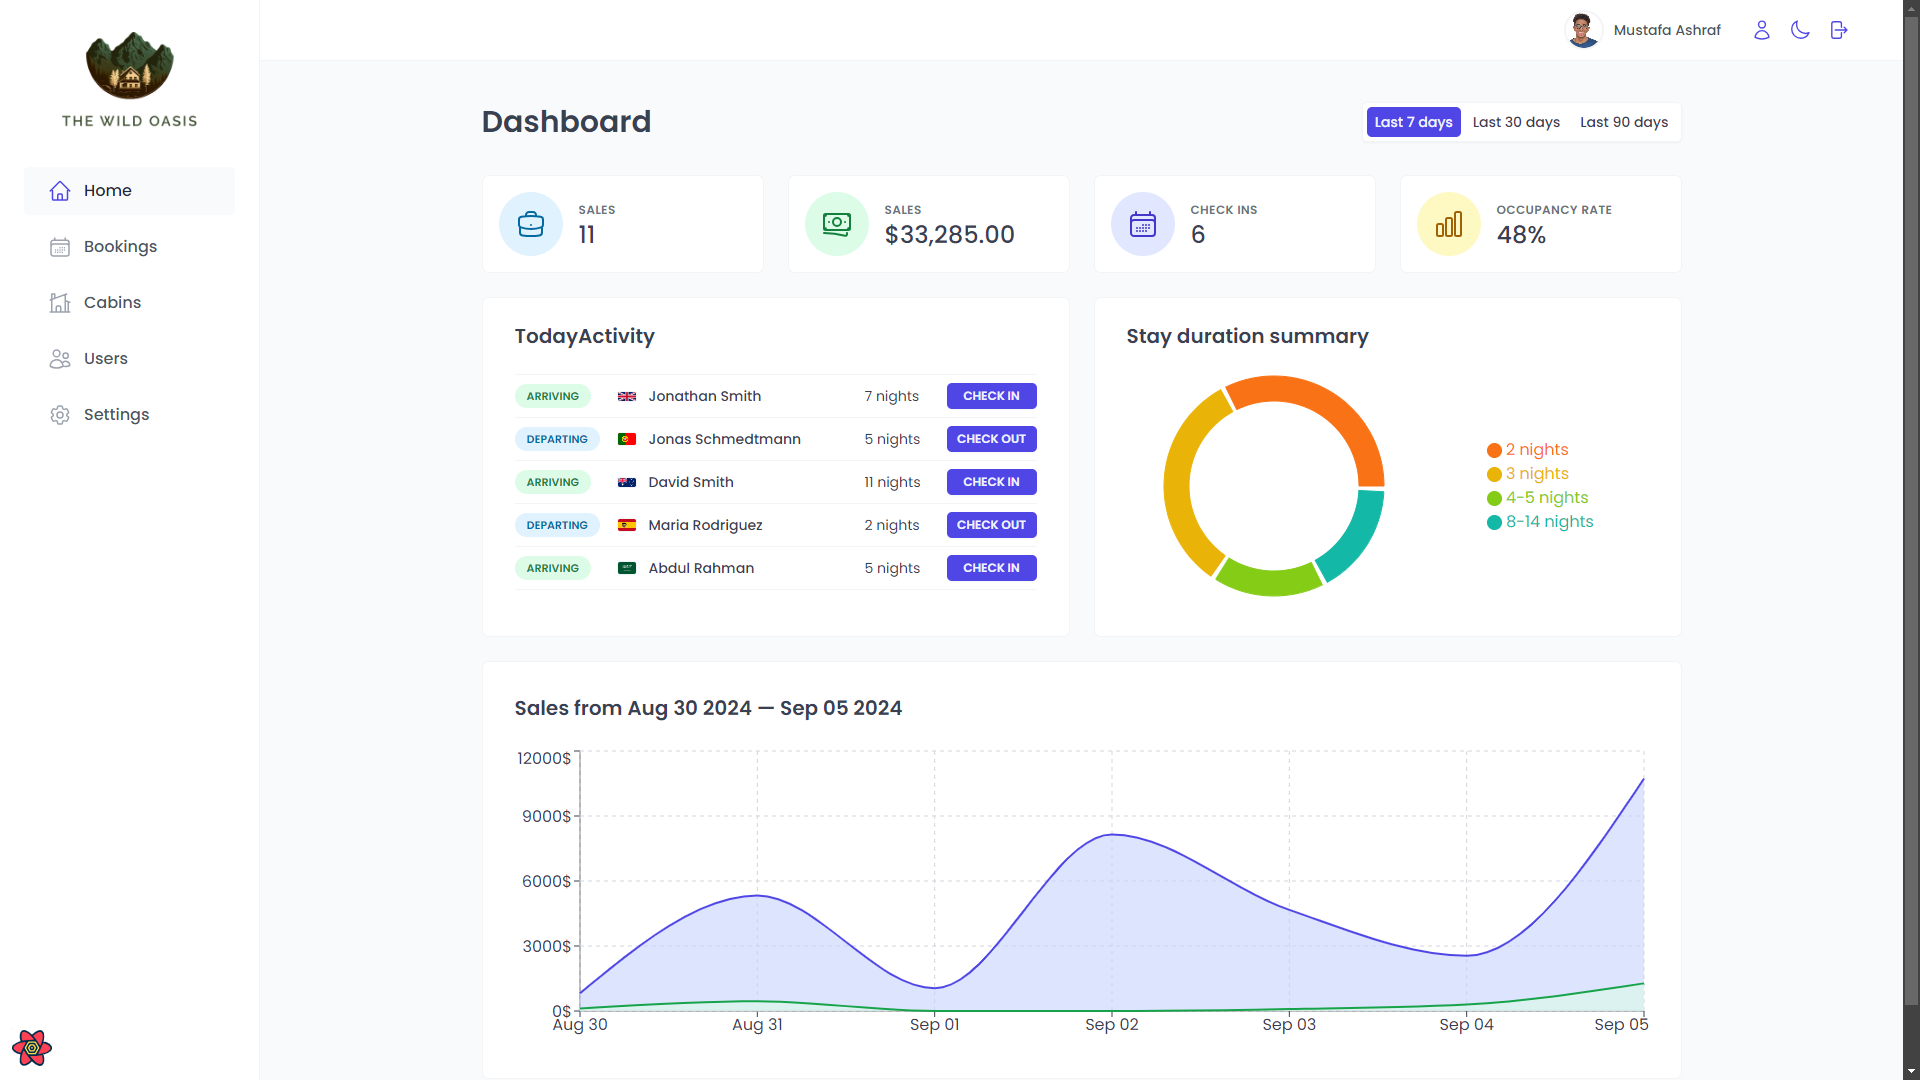 THE WILD OASIS
Home
Bookings
Cabins
Users
Settings
Mustafa Ashraf
Dashboard
Last 7 days Last 30 days Last 90 days
SALES
11
SALES
$33,285.00
CHECK INS
6
OCCUPANCY RATE
48%
TodayActivity
ARRIVING Jonathan Smith 7 nights CHECK IN
DEPARTING Jonas Schmedtmann 5 nights CHECK OUT
ARRIVING David Smith 11 nights CHECK IN
DEPARTING Maria Rodriguez 2 nights CHECK OUT
ARRIVING Abdul Rahman 5 nights CHECK IN
Stay duration summary
2 nights
3 nights
4-5 nights
8-14 nights
Sales from Aug 30 2024 — Sep 05 2024
12000$
9000$
6000$
3000$
0$
Aug 30 Aug 31 Sep 01 Sep 02 Sep 03 Sep 04 Sep 05